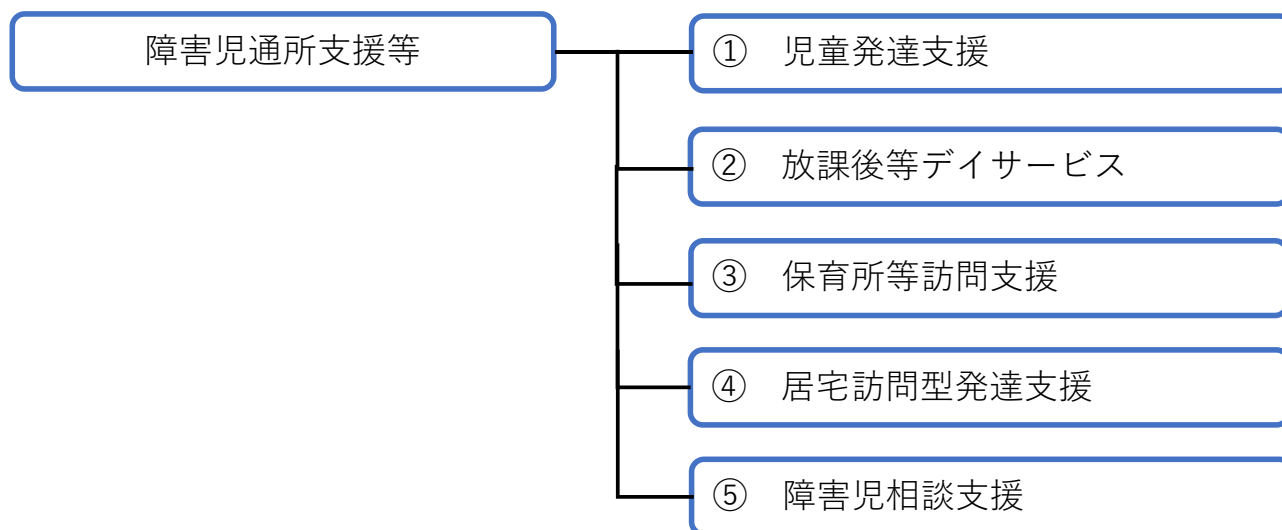 障害児通所支援等
① 児童発達支援
② 放課後等デイサービス
③ 保育所等訪問支援
④ 居宅訪問型発達支援
⑤ 障害児相談支援